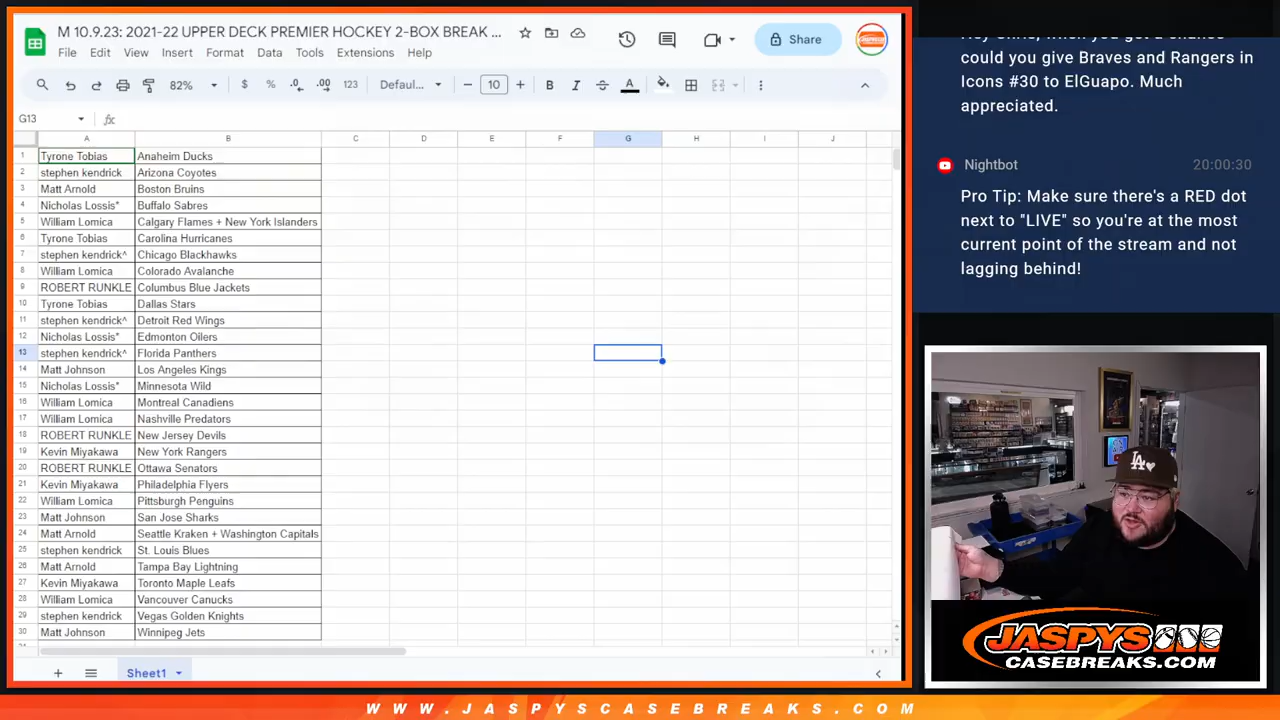 M 10.9.23: 2021-22 UPPER DECK PREMIER HOCKEY 2-BOX BREAK ...
File Edit View Insert Format Data Tools Extensions Help
Share
82% $ % .0 .00 123 Defaul... 10 B I A
G13 fx
A B C D E F G H I J
1 Tyrone Tobias Anaheim Ducks
2 stephen kendrick Arizona Coyotes
3 Matt Arnold Boston Bruins
4 Nicholas Lossis* Buffalo Sabres
5 William Lomica Calgary Flames + New York Islanders
6 Tyrone Tobias Carolina Hurricanes
7 stephen kendrick^ Chicago Blackhawks
8 William Lomica Colorado Avalanche
9 ROBERT RUNKLE Columbus Blue Jackets
10 Tyrone Tobias Dallas Stars
11 stephen kendrick^ Detroit Red Wings
12 Nicholas Lossis* Edmonton Oilers
13 stephen kendrick^ Florida Panthers
14 Matt Johnson Los Angeles Kings
15 Nicholas Lossis* Minnesota Wild
16 William Lomica Montreal Canadiens
17 William Lomica Nashville Predators
18 ROBERT RUNKLE New Jersey Devils
19 Kevin Miyakawa New York Rangers
20 ROBERT RUNKLE Ottawa Senators
21 Kevin Miyakawa Philadelphia Flyers
22 William Lomica Pittsburgh Penguins
23 Matt Johnson San Jose Sharks
24 Matt Arnold Seattle Kraken + Washington Capitals
25 stephen kendrick St. Louis Blues
26 Matt Arnold Tampa Bay Lightning
27 Kevin Miyakawa Toronto Maple Leafs
28 William Lomica Vancouver Canucks
29 stephen kendrick Vegas Golden Knights
30 Matt Johnson Winnipeg Jets
Sheet1
could you give Braves and Rangers in
Icons #30 to ElGuapo. Much
appreciated.
Nightbot 20:00:30
Pro Tip: Make sure there's a RED dot
next to "LIVE" so you're at the most
current point of the stream and not
lagging behind!
LA
JASPYS
CASEBREAKS.COM
WWW.JASPYSCASEBREAKS.COM